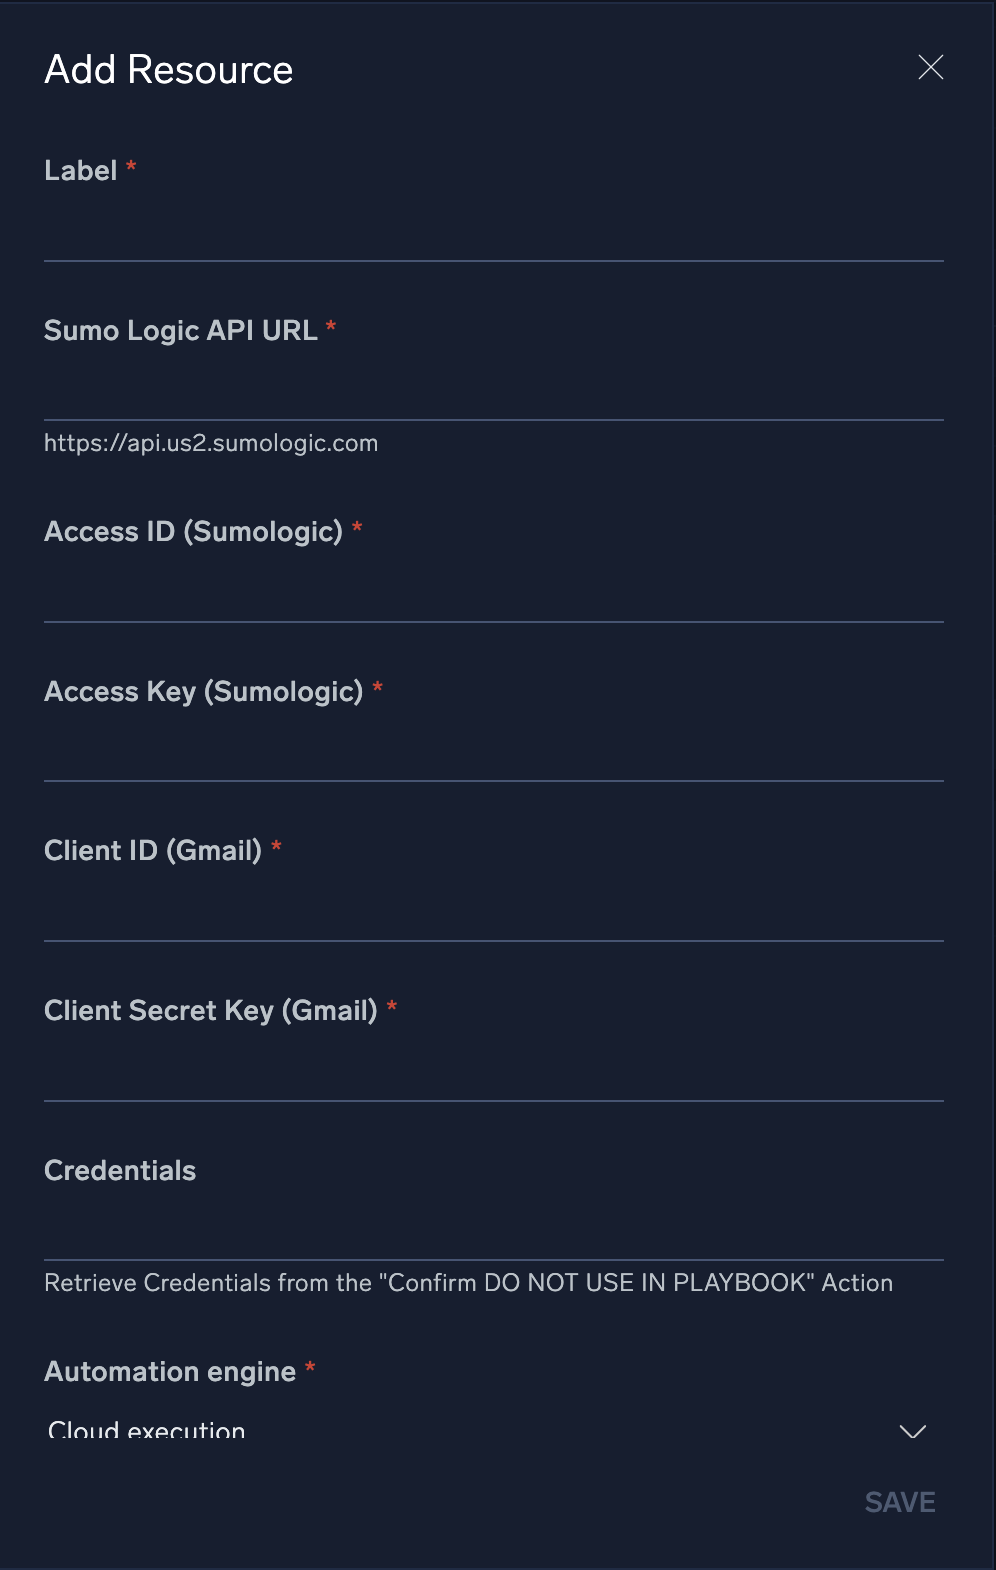 Add Resource
Label *
Sumo Logic API URL *
https://api.us2.sumologic.com
Access ID (Sumologic) *
Access Key (Sumologic) *
Client ID (Gmail) *
Client Secret Key (Gmail) *
Credentials
Retrieve Credentials from the "Confirm DO NOT USE IN PLAYBOOK" Action
Automation engine *
Cloud execution
SAVE